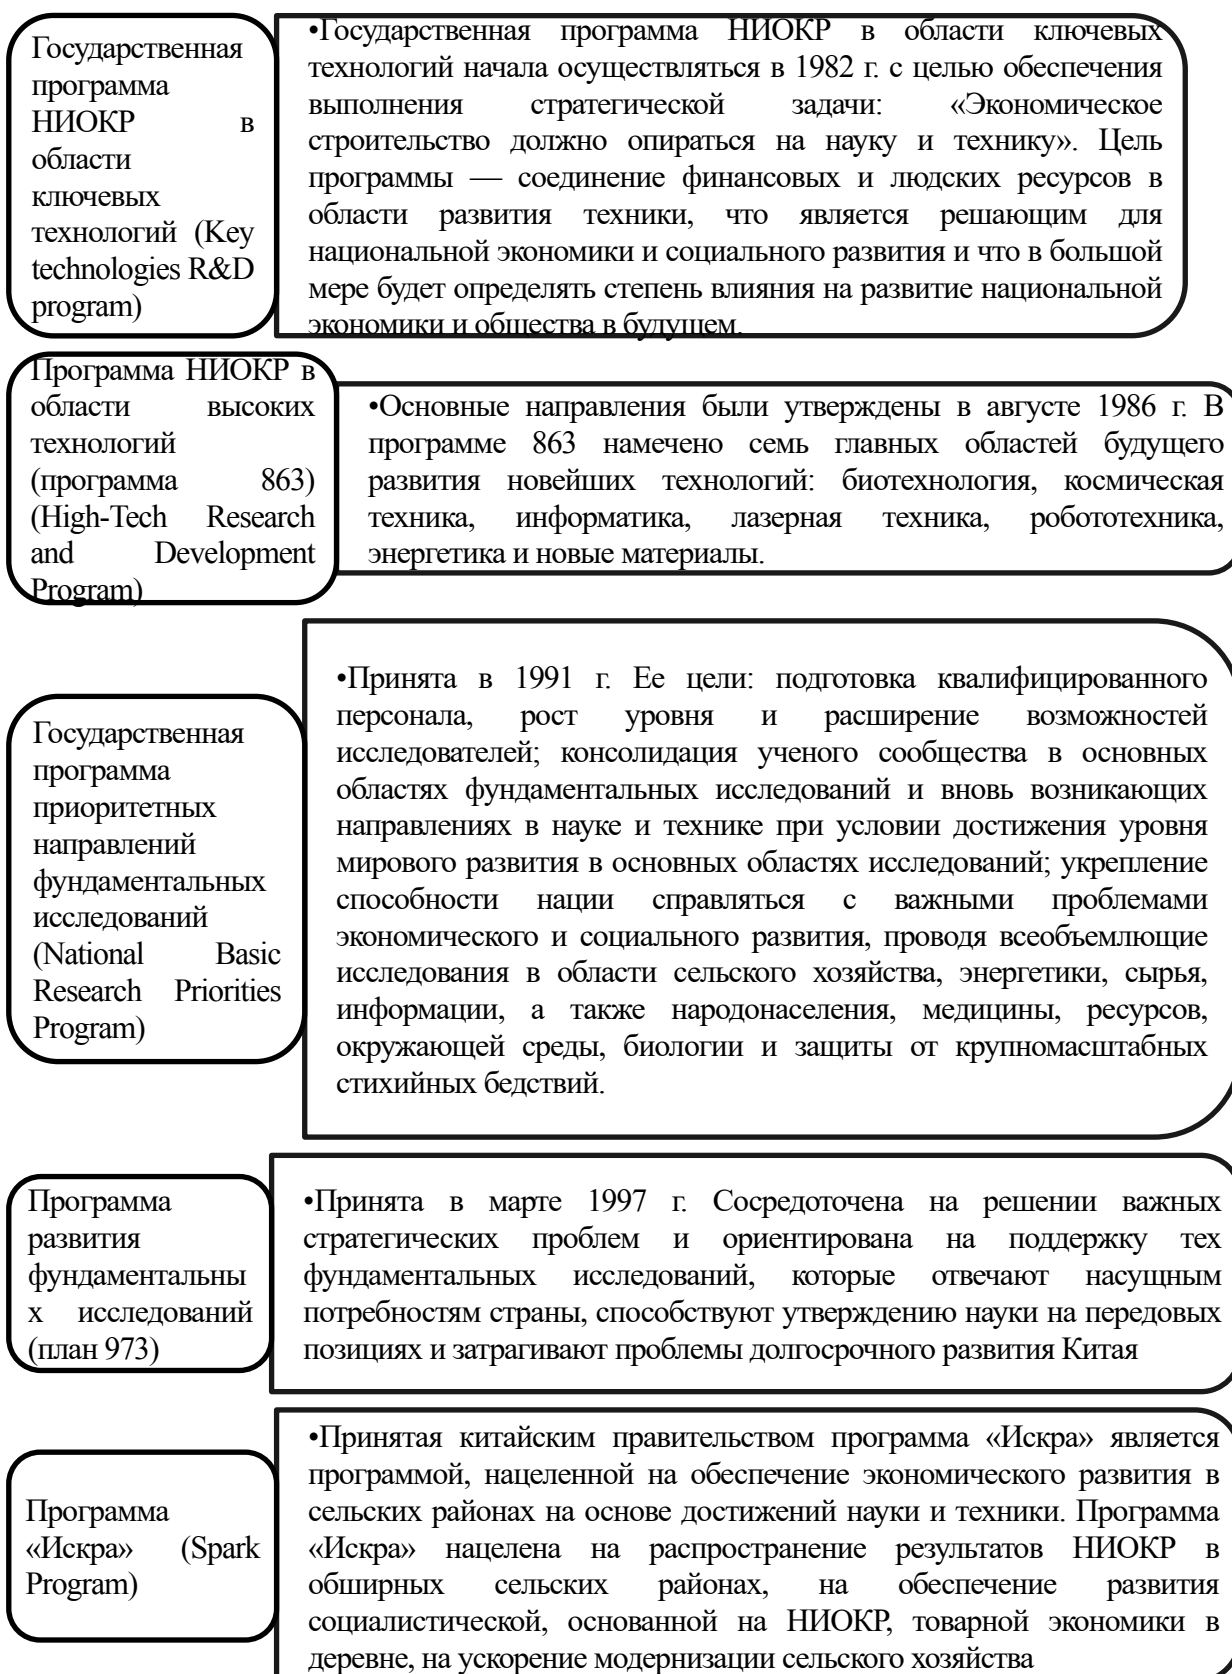 Государственная
программа
НИОКР в
области
ключевых
технологий (Key
technologies R&D
program)
•Государственная программа НИОКР в области ключевых
технологий начала осуществляться в 1982 г. с целью обеспечения
выполнения стратегической задачи: «Экономическое
строительство должно опираться на науку и технику». Цель
программы — соединение финансовых и людских ресурсов в
области развития техники, что является решающим для
национальной экономики и социального развития и что в большой
мере будет определять степень влияния на развитие национальной
экономики и общества в будущем.
Программа НИОКР в
области высоких
технологий
(программа 863)
(High-Tech Research
and Development
Program)
•Основные направления были утверждены в августе 1986 г. В
программе 863 намечено семь главных областей будущего
развития новейших технологий: биотехнология, космическая
техника, информатика, лазерная техника, робототехника,
энергетика и новые материалы.
Государственная
программа
приоритетных
направлений
фундаментальных
исследований
(National Basic
Research Priorities
Program)
•Принята в 1991 г. Ее цели: подготовка квалифицированного
персонала, рост уровня и расширение возможностей
исследователей; консолидация ученого сообщества в основных
областях фундаментальных исследований и вновь возникающих
направлениях в науке и технике при условии достижения уровня
мирового развития в основных областях исследований; укрепление
способности нации справляться с важными проблемами
экономического и социального развития, проводя всеобъемлющие
исследования в области сельского хозяйства, энергетики, сырья,
информации, а также народонаселения, медицины, ресурсов,
окружающей среды, биологии и защиты от крупномасштабных
стихийных бедствий.
Программа
развития
фундаментальны
х исследований
(план 973)
•Принята в марте 1997 г. Сосредоточена на решении важных
стратегических проблем и ориентирована на поддержку тех
фундаментальных исследований, которые отвечают насущным
потребностям страны, способствуют утверждению науки на передовых
позициях и затрагивают проблемы долгосрочного развития Китая
Программа
«Искра» (Spark
Program)
•Принятая китайским правительством программа «Искра» является
программой, нацеленной на обеспечение экономического развития в
сельских районах на основе достижений науки и техники. Программа
«Искра» нацелена на распространение результатов НИОКР в
обширных сельских районах, на обеспечение развития
социалистической, основанной на НИОКР, товарной экономики в
деревне, на ускорение модернизации сельского хозяйства